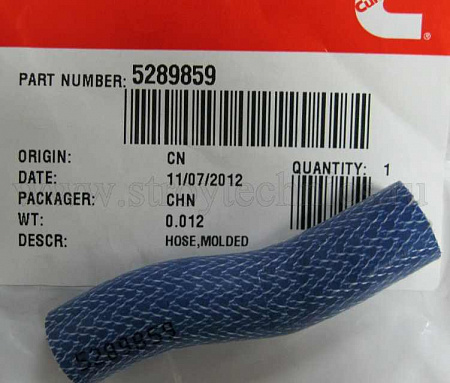 Cum
®
PART NUMBER: 5289859
ORIGIN: CN
QUANTITY: 1
DATE: 11/07/2012
PACKAGER: CHN
WT: 0.012
DESCR: HOSE,MOLDED
5289859